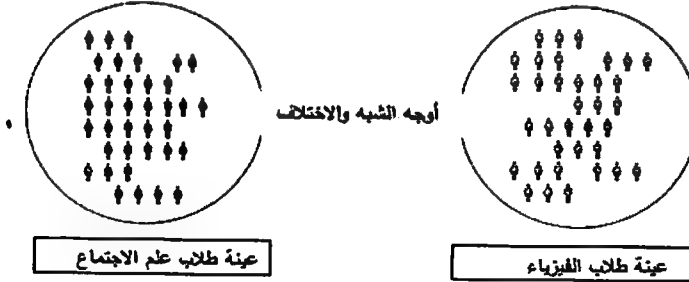 أوجه الشبه والاختلاف
عينة طلاب الفيزياء
عينة طلاب علم الاجتماع